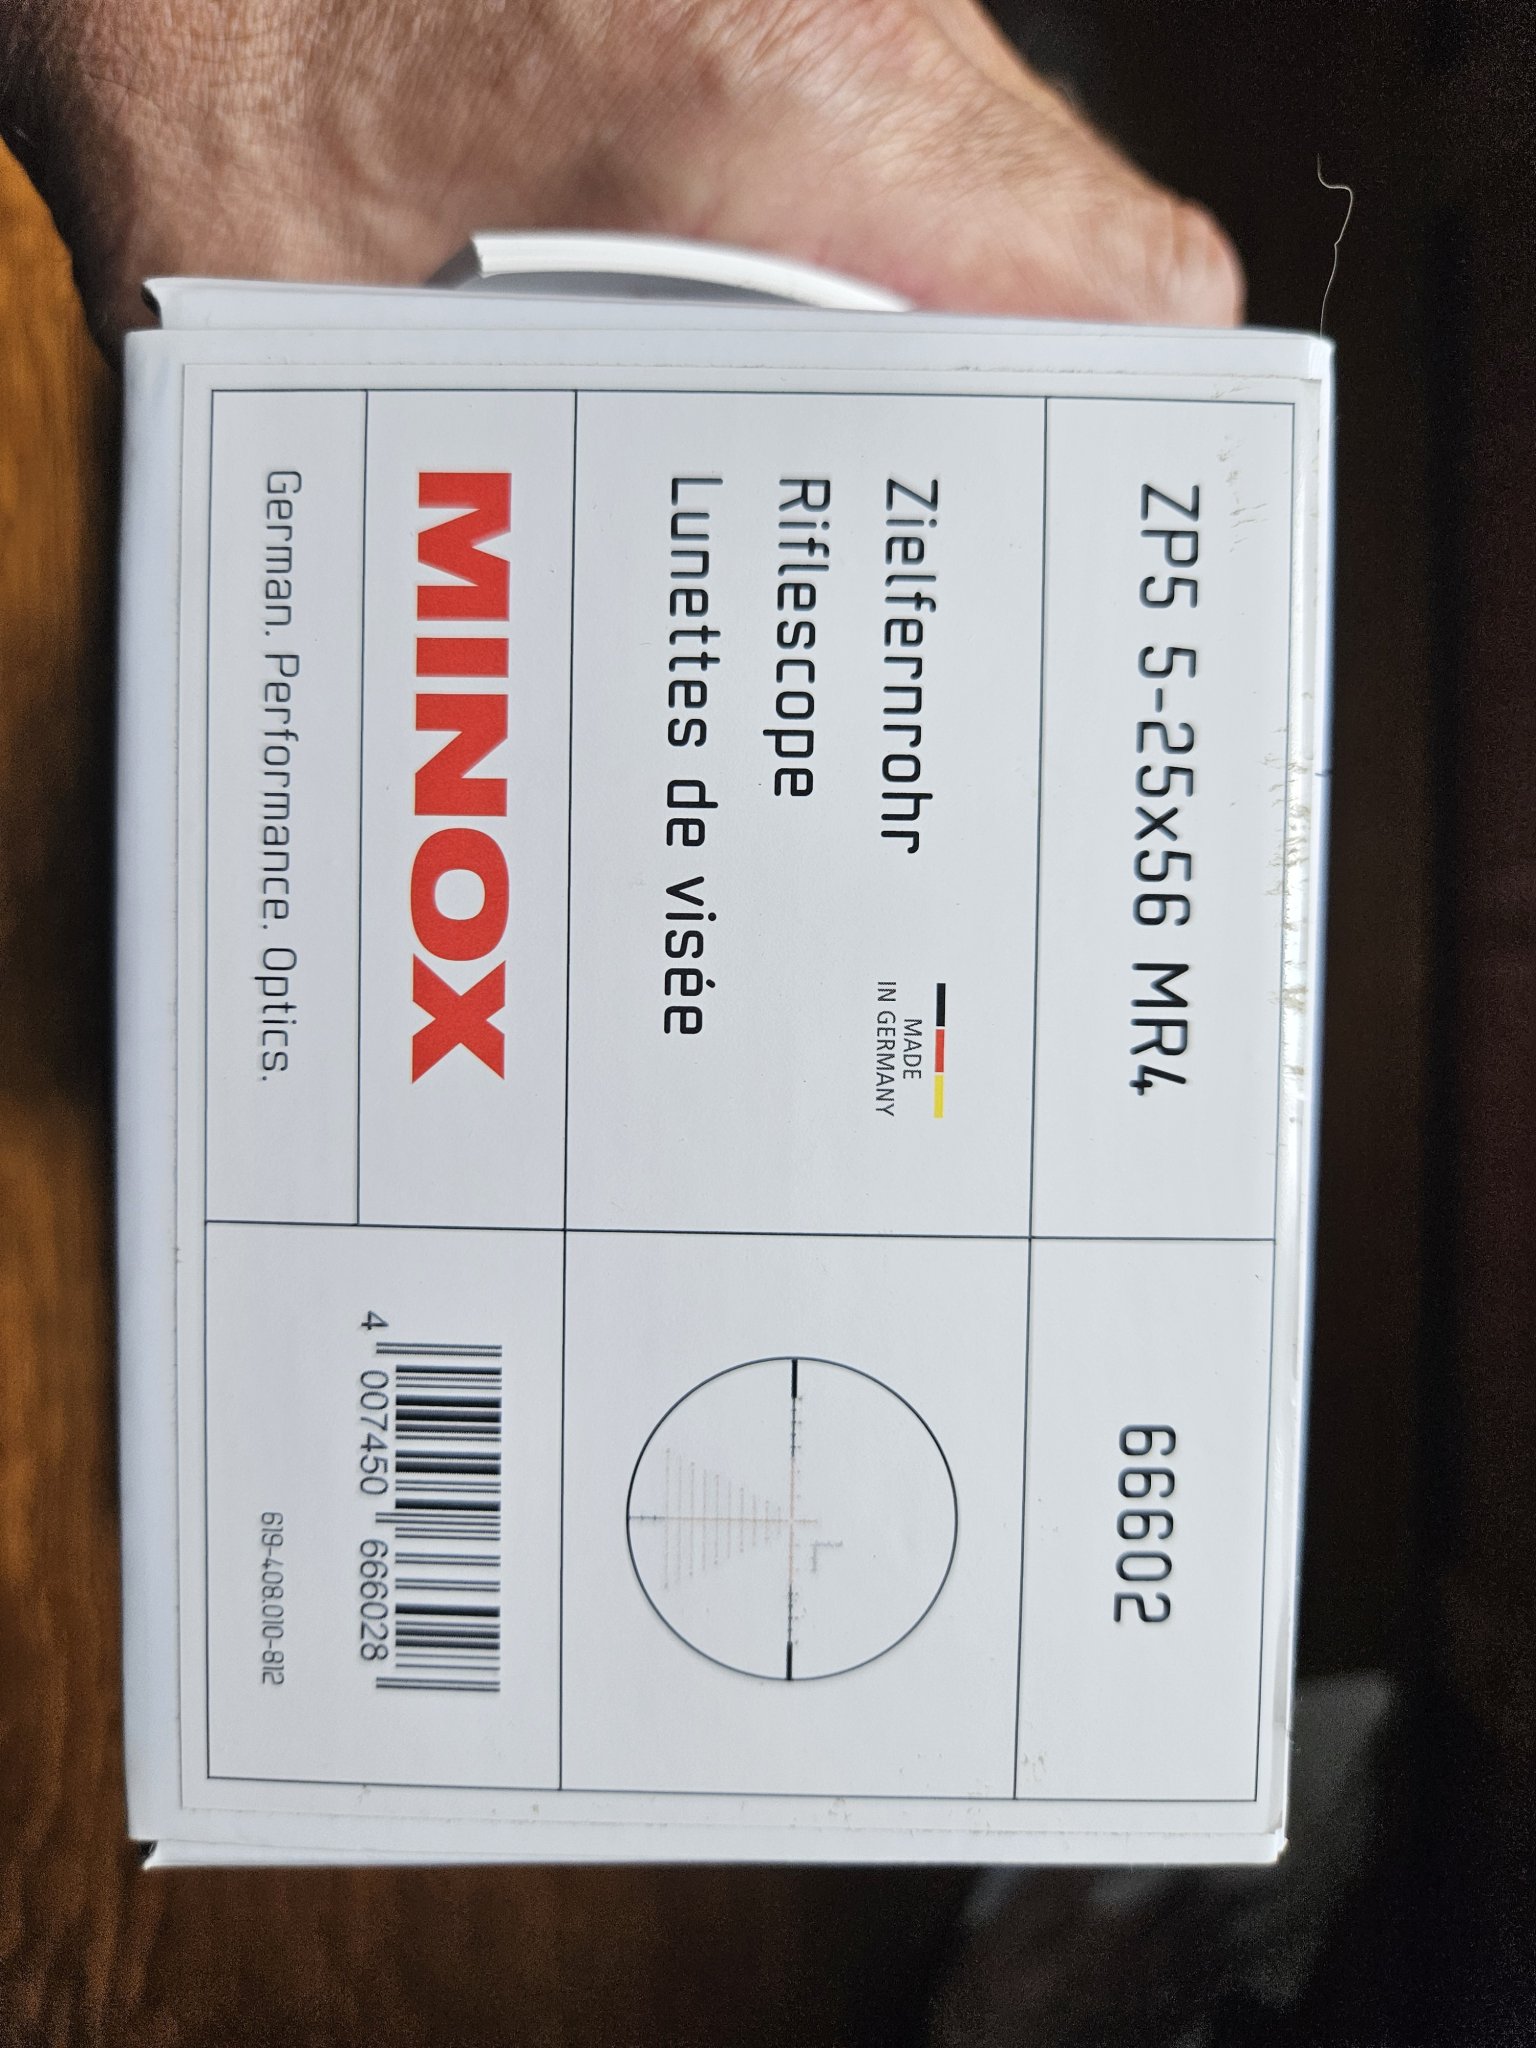 ZP5 5-25x56 MR4
66602
Zielfernrohr
Riflescope
Lunettes de visée
MADE
IN GERMANY
MINOX
German. Performance. Optics.
4 007450 666028
619-408.010-812